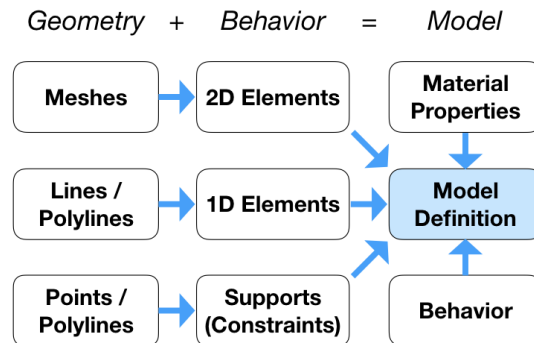 Geometry + Behavior = Model
Meshes
2D Elements
Material
Properties
Lines /
Polylines
1D Elements
Model
Definition
Points /
Polylines
Supports
(Constraints)
Behavior